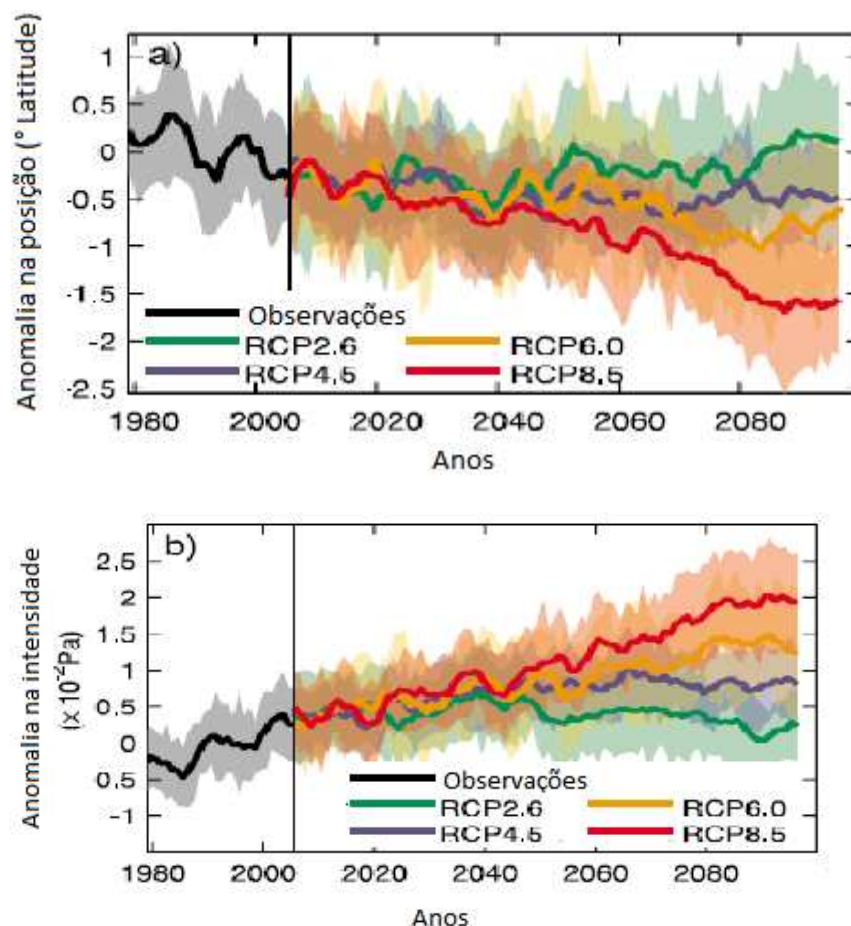 a)
Anomalia na posição (° Latitude)
1
0.5
0
-0.5
-1
-1.5
-2
-2.5
Observações
RCP2.6 RCP6.0
RCP4.5 RCP8.5
1980 2000 2020 2040 2060 2080
Anos
b)
Anomalia na intensidade
(x 10⁻²Pa)
2.5
2
1.5
1
0.5
0
0.5
-1
Observações
RCP2.6 RCP6.0
RCP4.5 RCP8.5
1980 2000 2020 2040 2060 2080
Anos